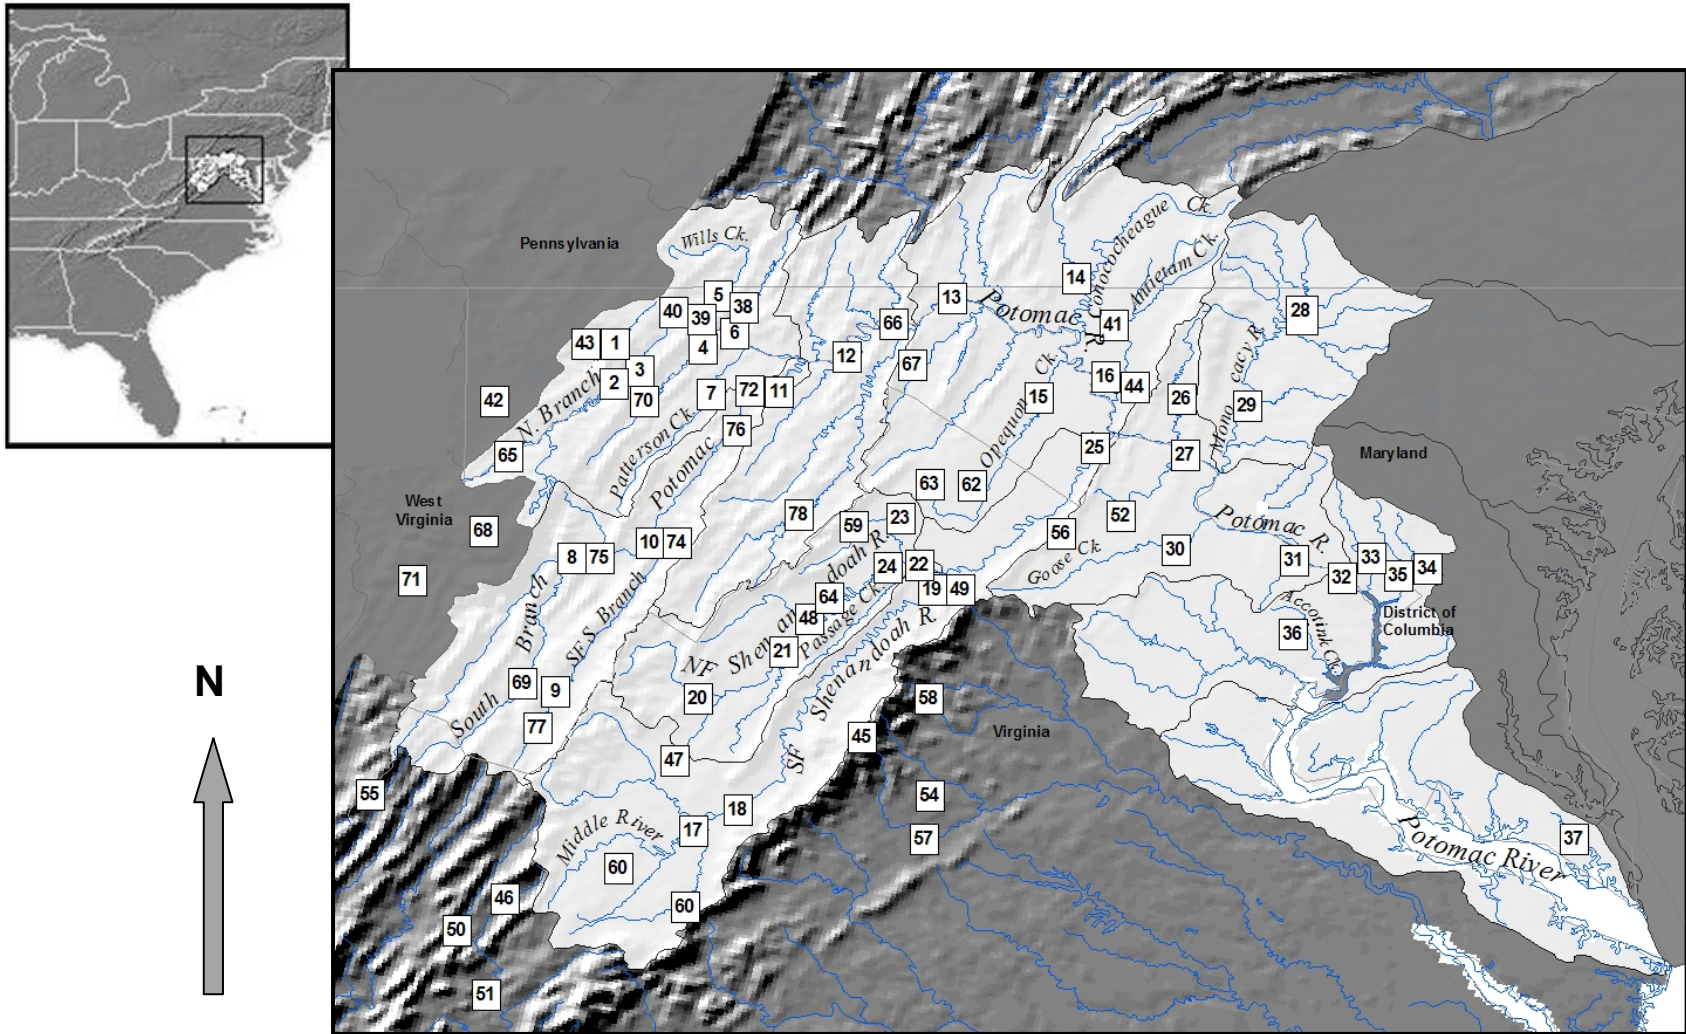 Pennsylvania
Wills Ck.
Conococheague Ck.
Antietam Ck.
14
5
38
13
Potomac R.
28
40
39
66
41
6
43
1
4
12
67
3
2
16
44
42
N. Branch
70
7
72
11
15
Opequon Ck.
26
Monocacy R.
29
76
Patterson Ck.
Potomac
65
25
27
Maryland
63
62
West
Virginia
78
52
68
59
23
56
Potomac R.
10
74
30
8
75
Goose Ck
31
33
24
22
34
71
32
35
19
49
64
District of
Columbia
48
Accotink Ck.
36
South Branch
SF S Branch
NF Shenandoah R.
Passage Ck.
21
SF Shenandoah R.
69
9
20
58
N
77
45
Virginia
47
55
54
18
Middle River
17
57
37
Potomac River
60
46
60
50
51